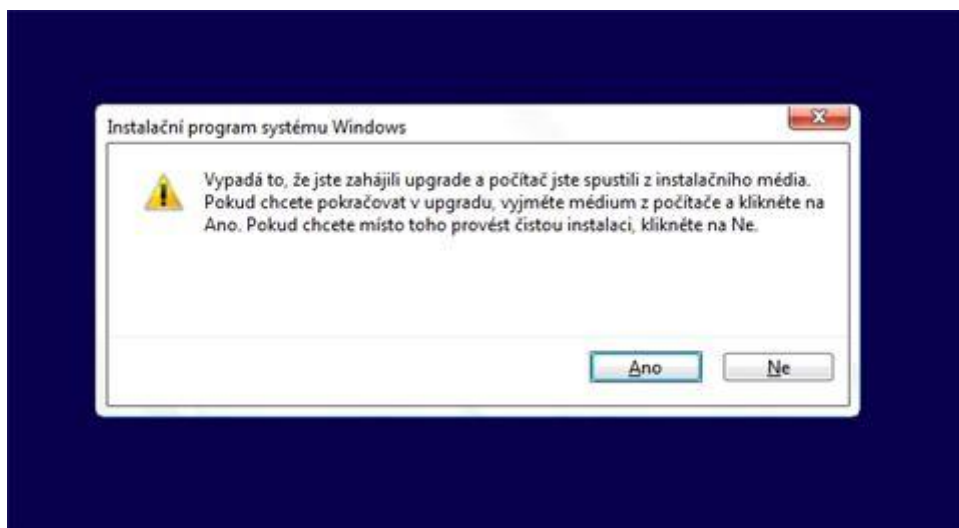 Instalační program systému Windows
Vypadá to, že jste zahájili upgrade a počítač jste spustili z instalačního média.
Pokud chcete pokračovat v upgradu, vyjměte médium z počítače a klikněte na
Ano. Pokud chcete místo toho provést čistou instalaci, klikněte na Ne.
Ano
Ne